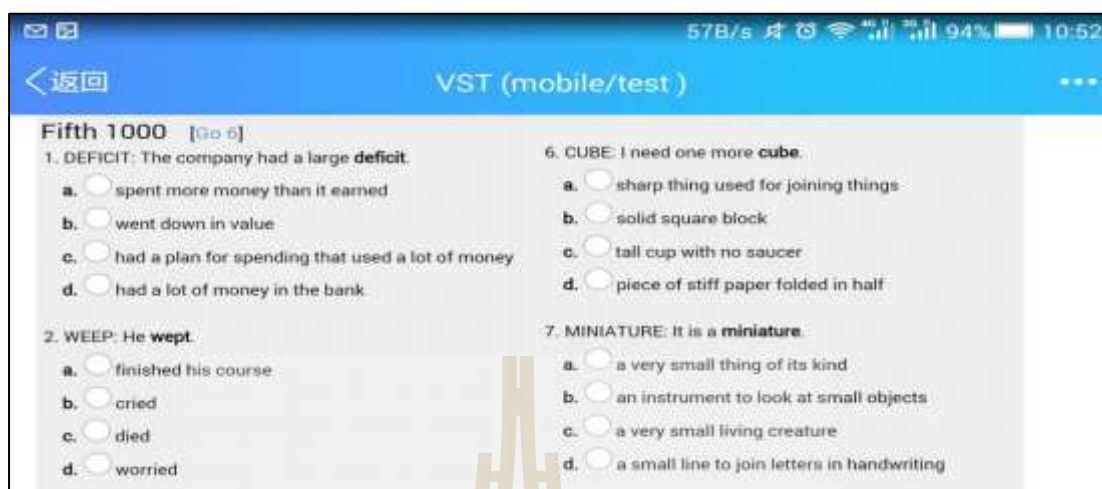 57B/s 94% 10:52
返回 VST (mobile/test ) •••
Fifth 1000 [Go 6]
1. DEFICIT: The company had a large deficit.
a. spent more money than it earned
b. went down in value
c. had a plan for spending that used a lot of money
d. had a lot of money in the bank
2. WEEP: He wept.
a. finished his course
b. cried
c. died
d. worried
6. CUBE: I need one more cube.
a. sharp thing used for joining things
b. solid square block
c. tall cup with no saucer
d. piece of stiff paper folded in half
7. MINIATURE: It is a miniature.
a. a very small thing of its kind
b. an instrument to look at small objects
c. a very small living creature
d. a small line to join letters in handwriting